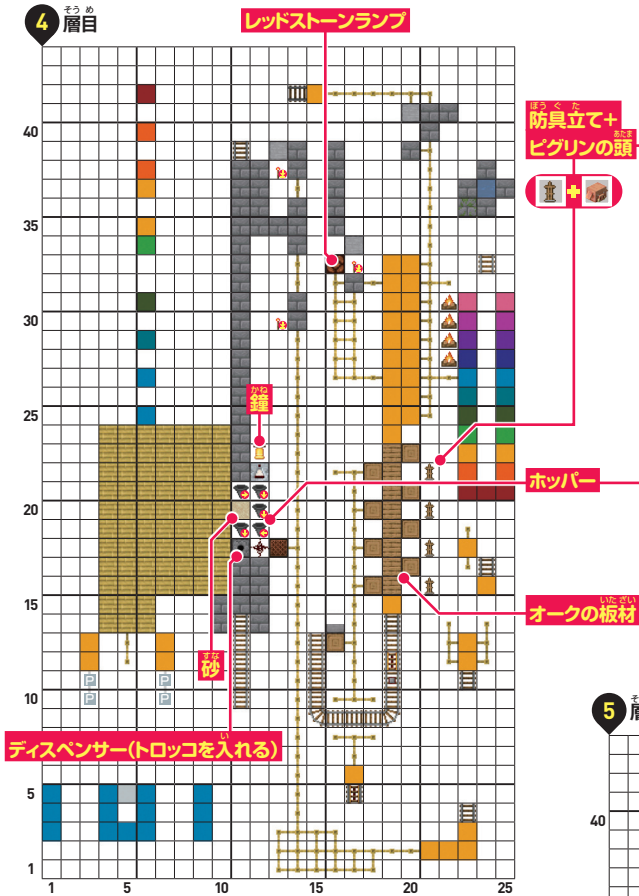 4
そうめ
層目
レッドストーンランプ
ぼうぐた
防具立て+
あたま
ピグリンの頭
+
かね
鐘
ホッパー
いたざい
オークの板材
すな
砂
い
ディスペンサー(トロッコを入れる)
P P
P P
40
35
30
25
20
15
10
5
1
1 5 10 15 20 25
5
そ
層
40